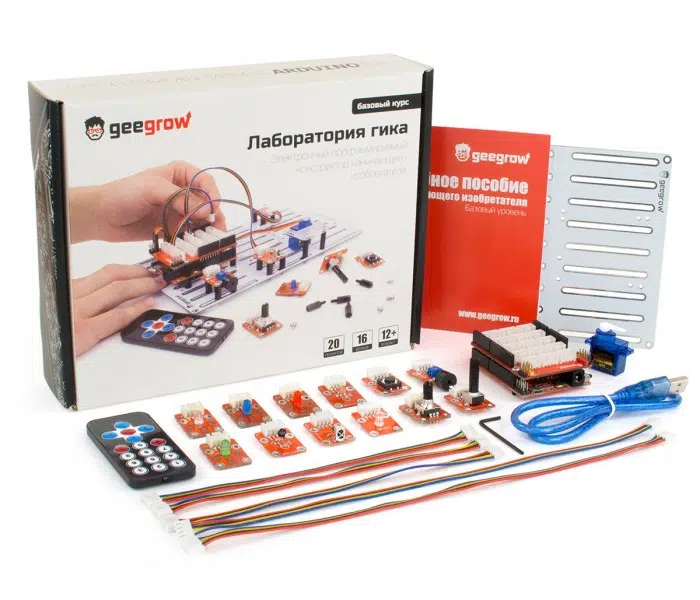 ARDUINO
базовый курс
geegrow
Лаборатория гика
Электронный программируемый
конструктор начинающего
изобретателя
20
16
12+
geegrow
ное пособие
ющего изобретателя
Базовый уровень
www.geegrow.ru
geegrow
geegrow